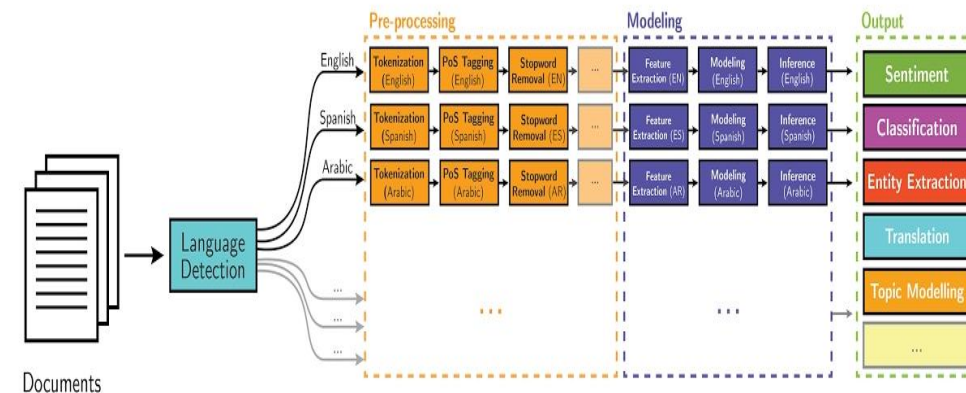 Pre-processing
Modeling
Output
English
Tokenization
(English)
PoS Tagging
(English)
Stopword
Removal (EN)
...
Feature
Extraction (EN)
Modeling
(English)
Inference
(English)
Sentiment
Spanish
Tokenization
(Spanish)
PoS Tagging
(Spanish)
Stopword
Removal (ES)
...
Feature
Extraction (ES)
Modeling
(Spanish)
Inference
(Spanish)
Classification
Arabic
Tokenization
(Arabic)
PoS Tagging
(Arabic)
Stopword
Removal (AR)
...
Feature
Extraction (AR)
Modeling
(Arabic)
Inference
(Arabic)
Entity Extraction
Language
Detection
Translation
...
...
...
...
...
Topic Modelling
...
Documents